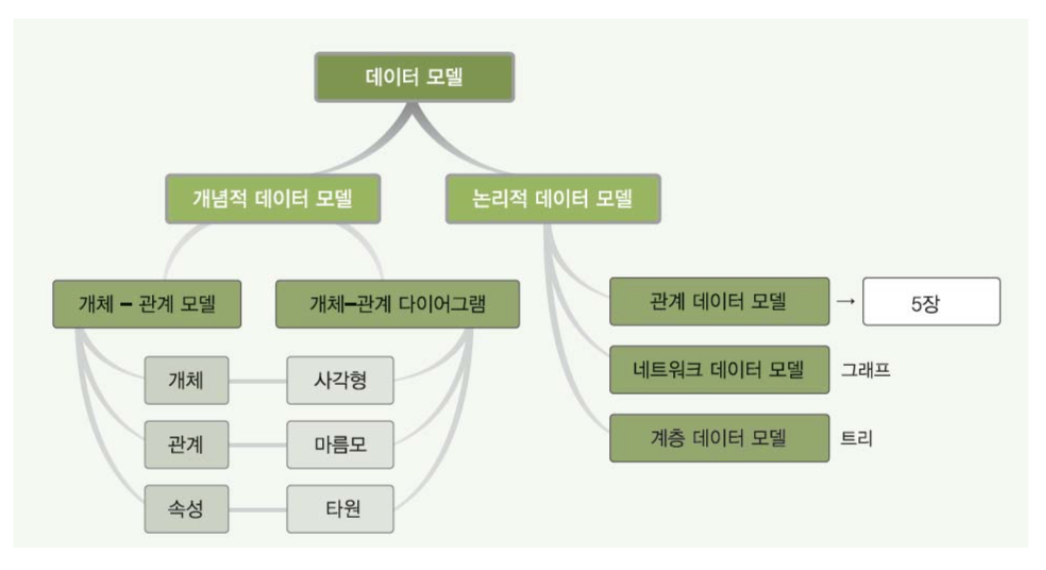 데이터 모델
개념적 데이터 모델
논리적 데이터 모델
개체 – 관계 모델
개체–관계 다이어그램
개체
사각형
관계
마름모
속성
타원
관계 데이터 모델 → 5장
네트워크 데이터 모델 그래프
계층 데이터 모델 트리